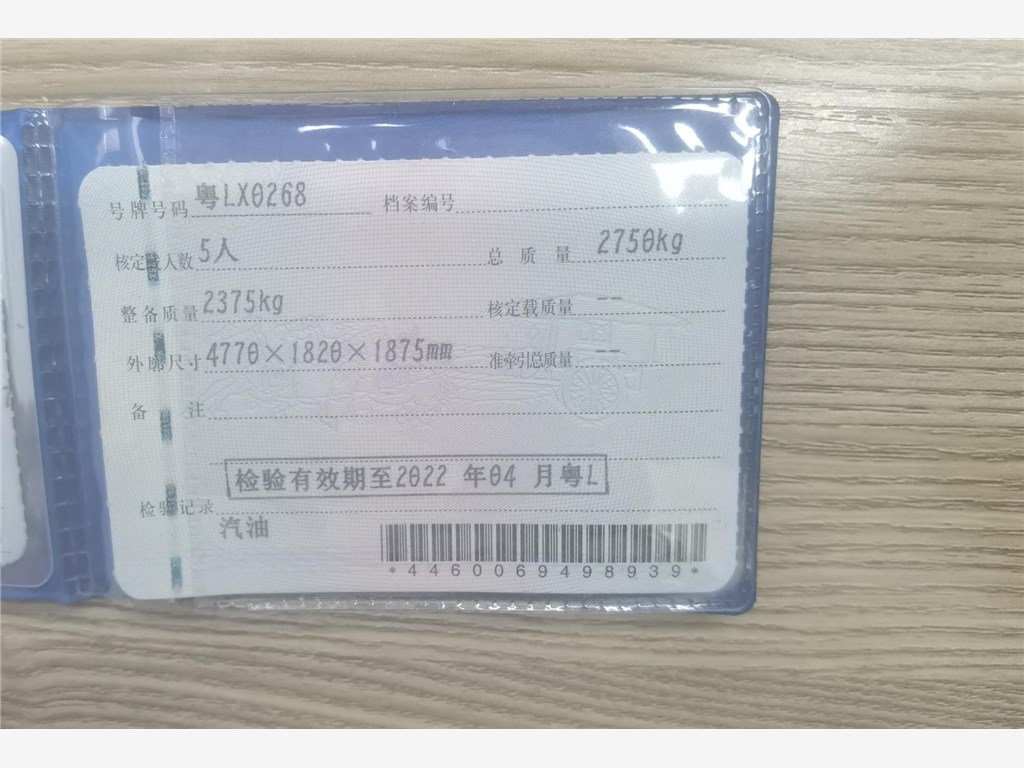 号牌号码 粤LX0268 档案编号
核定载人数 5人 总质量 2750kg
整备质量 2375kg 核定载质量 --
外廓尺寸 4770×1820×1875mm 准牵引总质量 --
备注
检验有效期至2022 年04 月粤L
检验记录
汽油
*4460069498939*